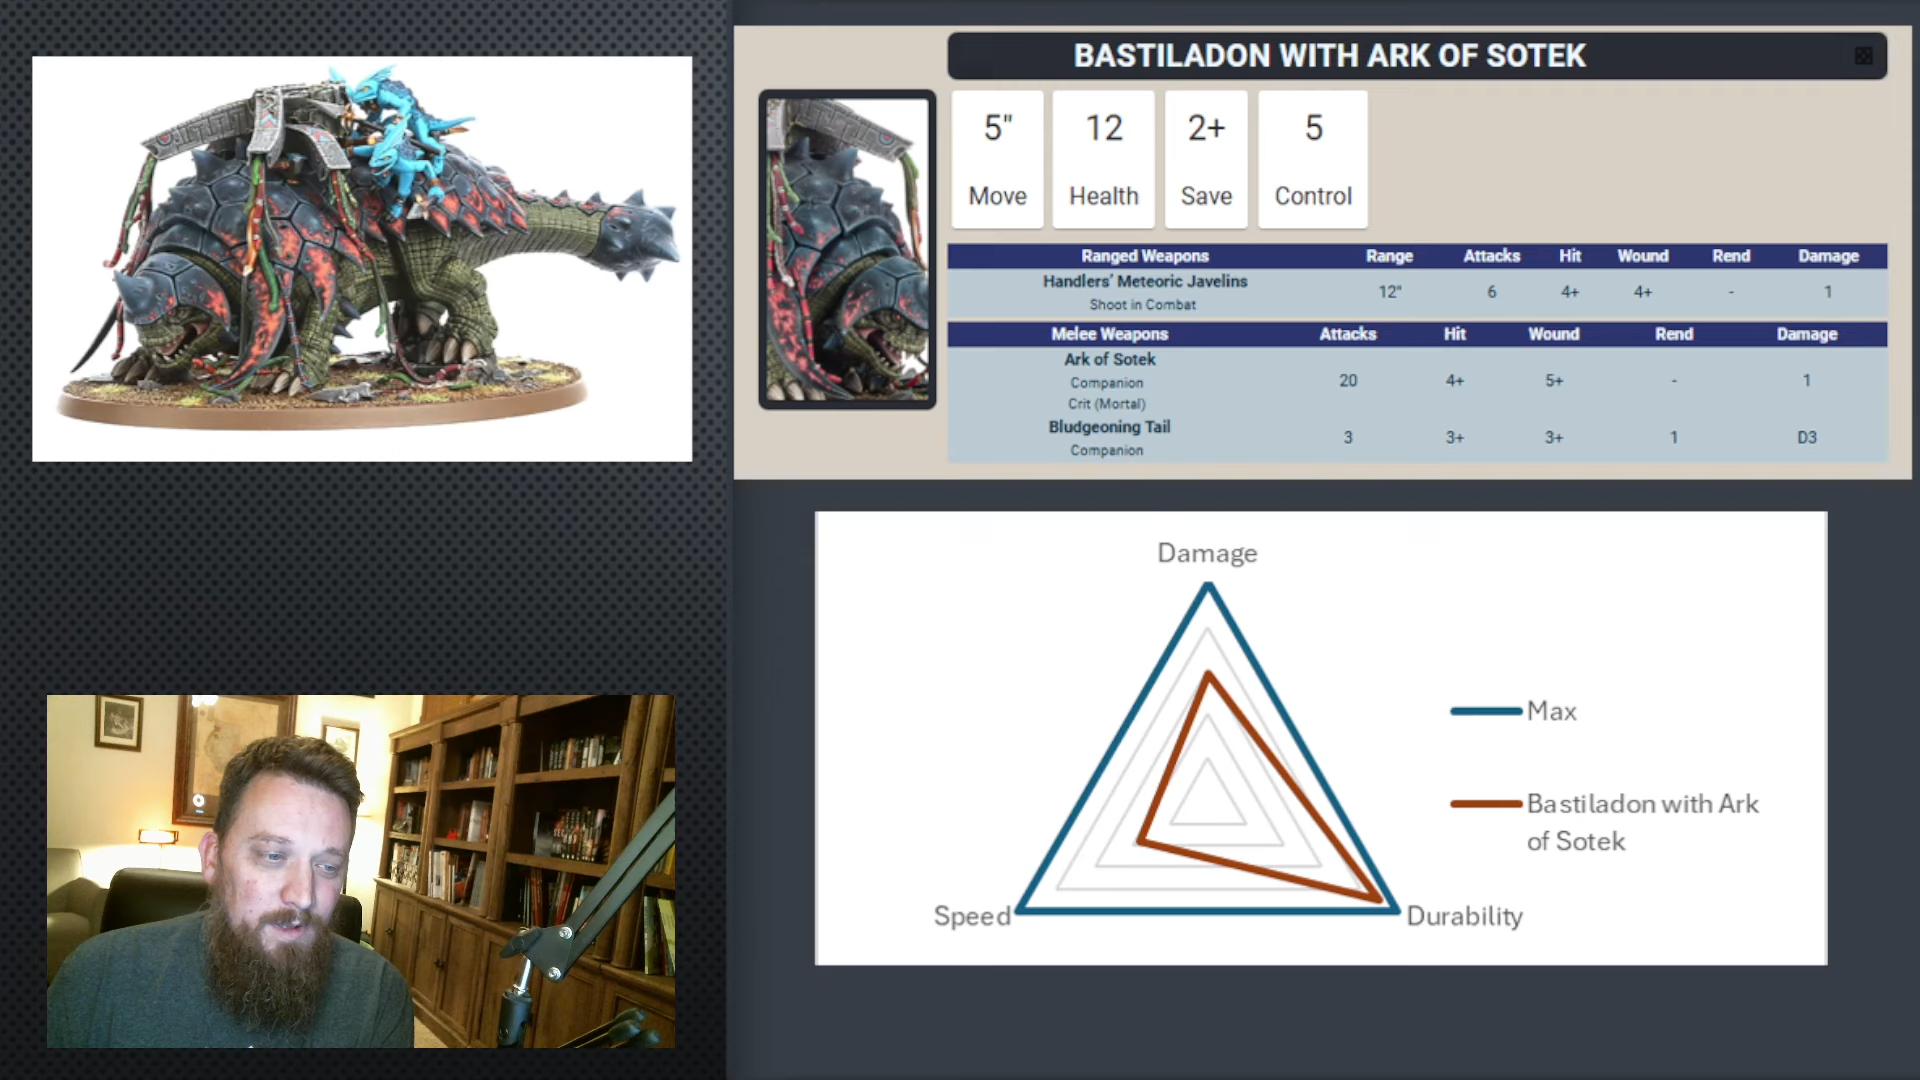 BASTILADON WITH ARK OF SOTEK
5" 12 2+ 5
Move Health Save Control
Ranged Weapons Range Attacks Hit Wound Rend Damage
Handlers’ Meteoric Javelins 12" 6 4+ 4+ - 1
Shoot in Combat
Melee Weapons Attacks Hit Wound Rend Damage
Ark of Sotek 20 4+ 5+ - 1
Companion
Crit (Mortal)
Bludgeoning Tail 3 3+ 3+ 1 D3
Companion
Damage
Max
Bastiladon with Ark
of Sotek
Speed
Durability